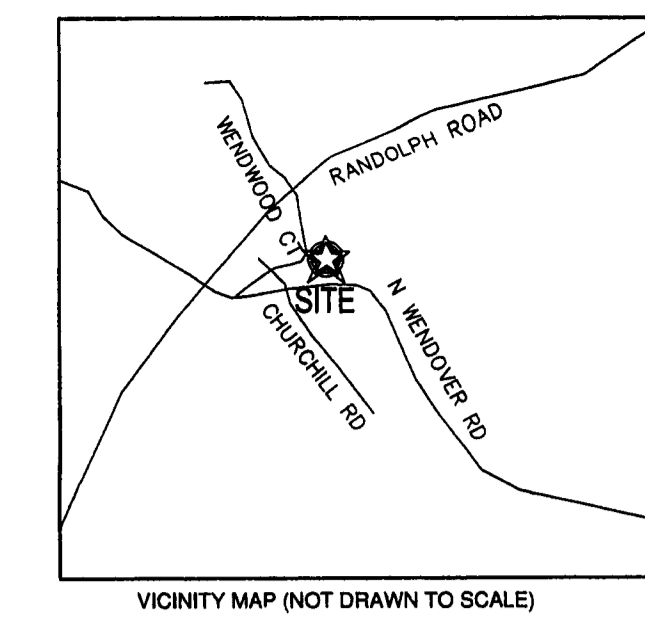 WENDWOOD CT
RANDOLPH ROAD
SITE
N WENDOVER RD
CHURCHILL RD
VICINITY MAP (NOT DRAWN TO SCALE)